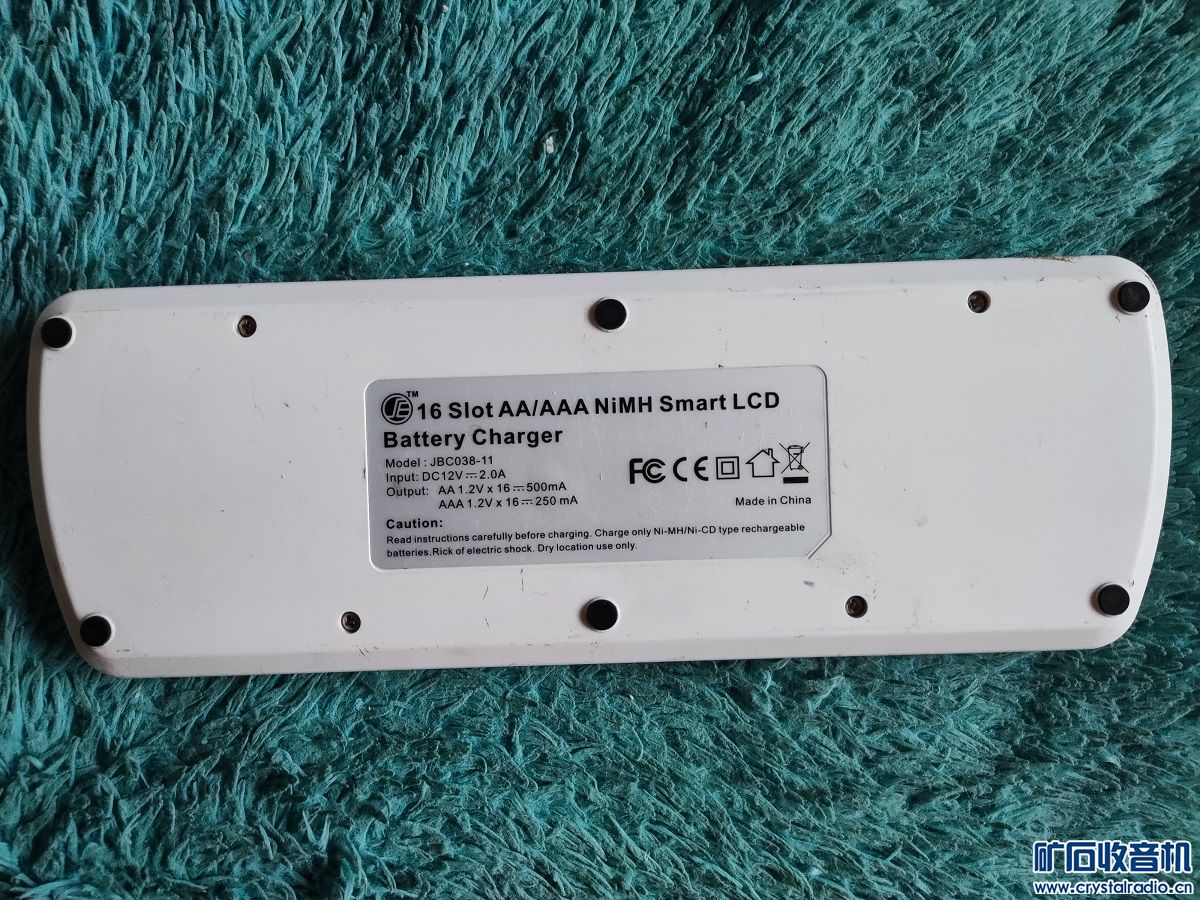 JE™ 16 Slot AA/AAA NiMH Smart LCD
Battery Charger
Model : JBC038-11
Input: DC12V⎓2.0A
Output: AA 1.2V x 16⎓500mA
AAA 1.2V x 16⎓250 mA
FC CE
Made in China
Caution:
Read instructions carefully before charging. Charge only Ni-MH/Ni-CD type rechargeable
batteries.Rick of electric shock. Dry location use only.
矿石收音机
www.crystalradio.cn